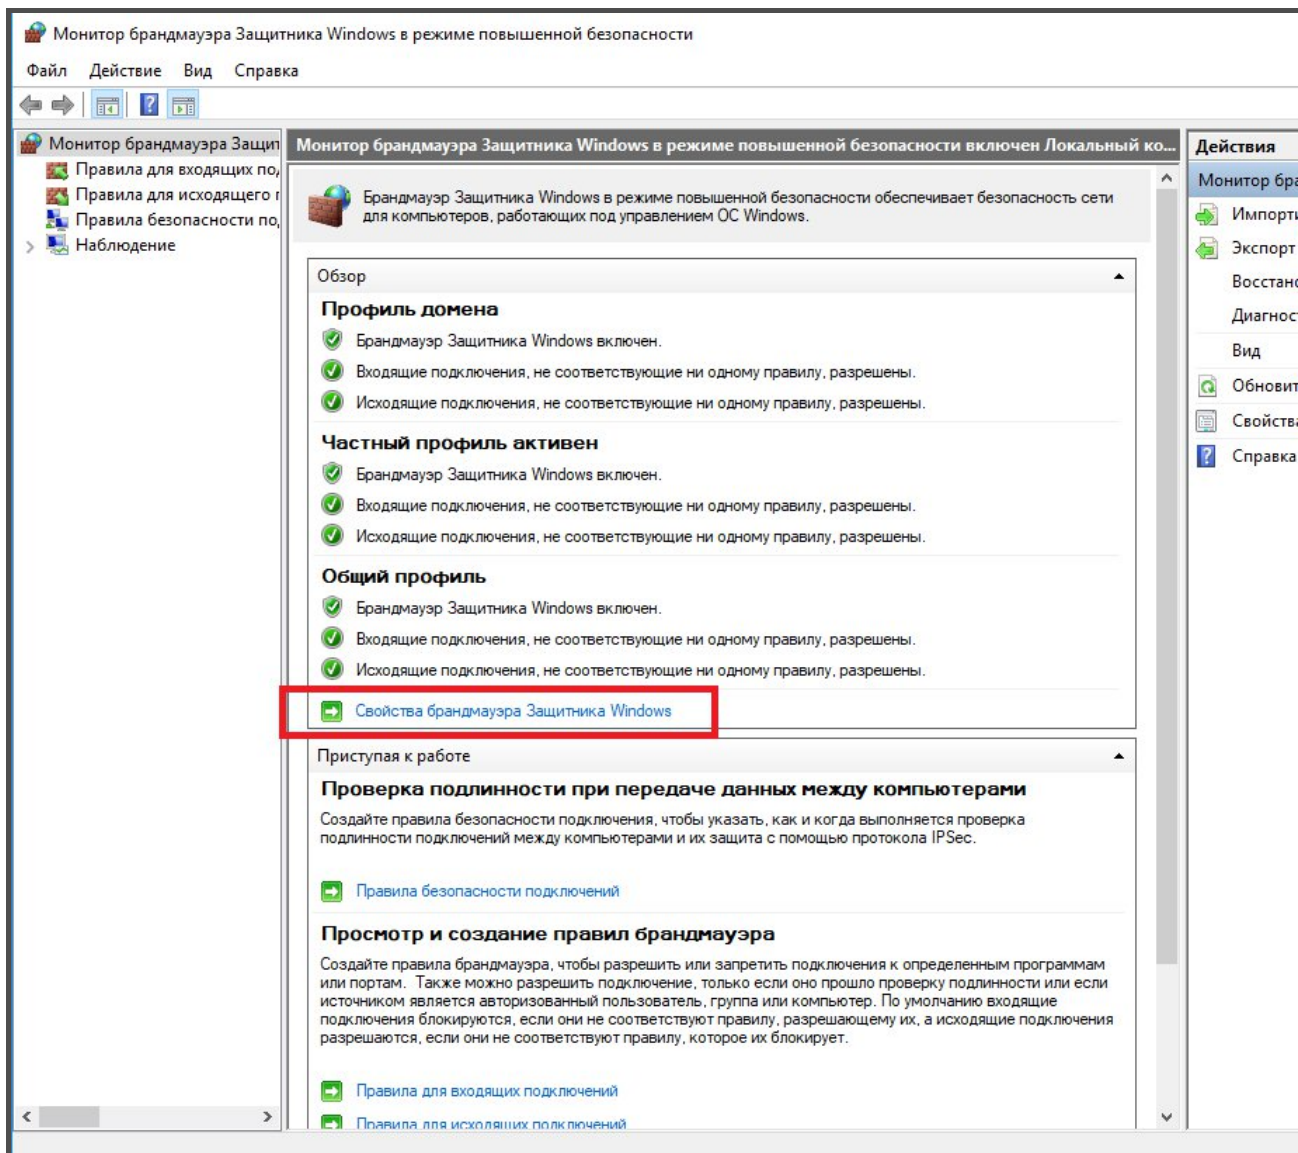 Монитор брандмауэра Защитника Windows в режиме повышенной безопасности
Файл Действие Вид Справка
Монитор брандмауэра Защит
Правила для входящих по
Правила для исходящего
Правила безопасности по
Наблюдение
Монитор брандмауэра Защитника Windows в режиме повышенной безопасности включен Локальный ко...
Брандмауэр Защитника Windows в режиме повышенной безопасности обеспечивает безопасность сети
для компьютеров, работающих под управлением ОС Windows.
Обзор
Профиль домена
Брандмауэр Защитника Windows включен.
Входящие подключения, не соответствующие ни одному правилу, разрешены.
Исходящие подключения, не соответствующие ни одному правилу, разрешены.
Частный профиль активен
Брандмауэр Защитника Windows включен.
Входящие подключения, не соответствующие ни одному правилу, разрешены.
Исходящие подключения, не соответствующие ни одному правилу, разрешены.
Общий профиль
Брандмауэр Защитника Windows включен.
Входящие подключения, не соответствующие ни одному правилу, разрешены.
Исходящие подключения, не соответствующие ни одному правилу, разрешены.
Свойства брандмауэра Защитника Windows
Приступая к работе
Проверка подлинности при передаче данных между компьютерами
Создайте правила безопасности подключения, чтобы указать, как и когда выполняется проверка
подлинности подключений между компьютерами и их защита с помощью протокола IPSec.
Правила безопасности подключений
Просмотр и создание правил брандмауэра
Создайте правила брандмауэра, чтобы разрешить или запретить подключения к определенным программам
или портам. Также можно разрешить подключение, только если оно прошло проверку подлинности или если
источником является авторизованный пользователь, группа или компьютер. По умолчанию входящие
подключения блокируются, если они не соответствуют правилу, разрешающему их, а исходящие подключения
разрешаются, если они не соответствуют правилу, которое их блокирует.
Правила для входящих подключений
Правила для исходящих подключений
Действия
Монитор бра
Импорти
Экспорт
Восстано
Диагнос
Вид
Обновит
Свойства
Справка